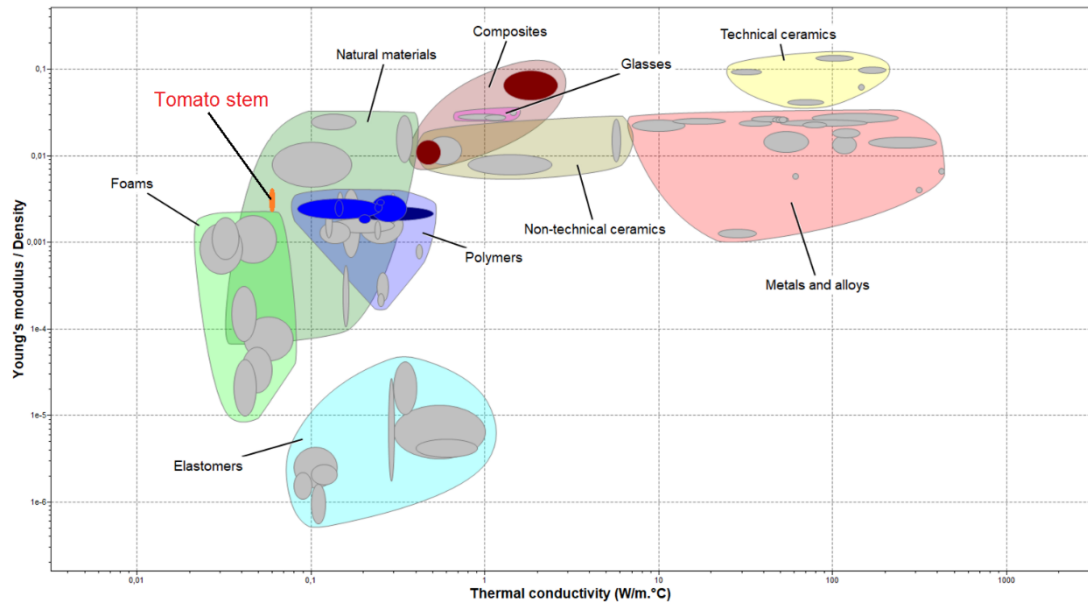 Composites
Technical ceramics
Natural materials
Glasses
Tomato stem
Foams
Non-technical ceramics
Polymers
Metals and alloys
Elastomers
Young's modulus / Density
0,1
0,01
0,001
1e-4
1e-5
1e-6
0,01
0,1
1
10
100
1000
Thermal conductivity (W/m.°C)